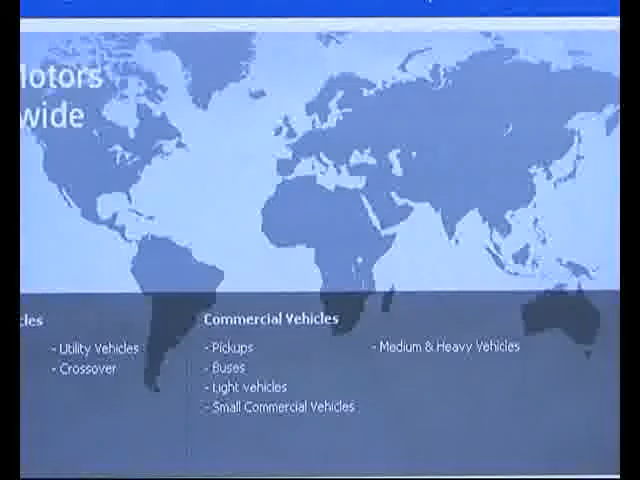 lotors
wide
cles
- Utility Vehicles
- Crossover
Commercial Vehicles
- Pickups
- Buses
- Light vehicles
- Small Commercial Vehicles
- Medium & Heavy Vehicles